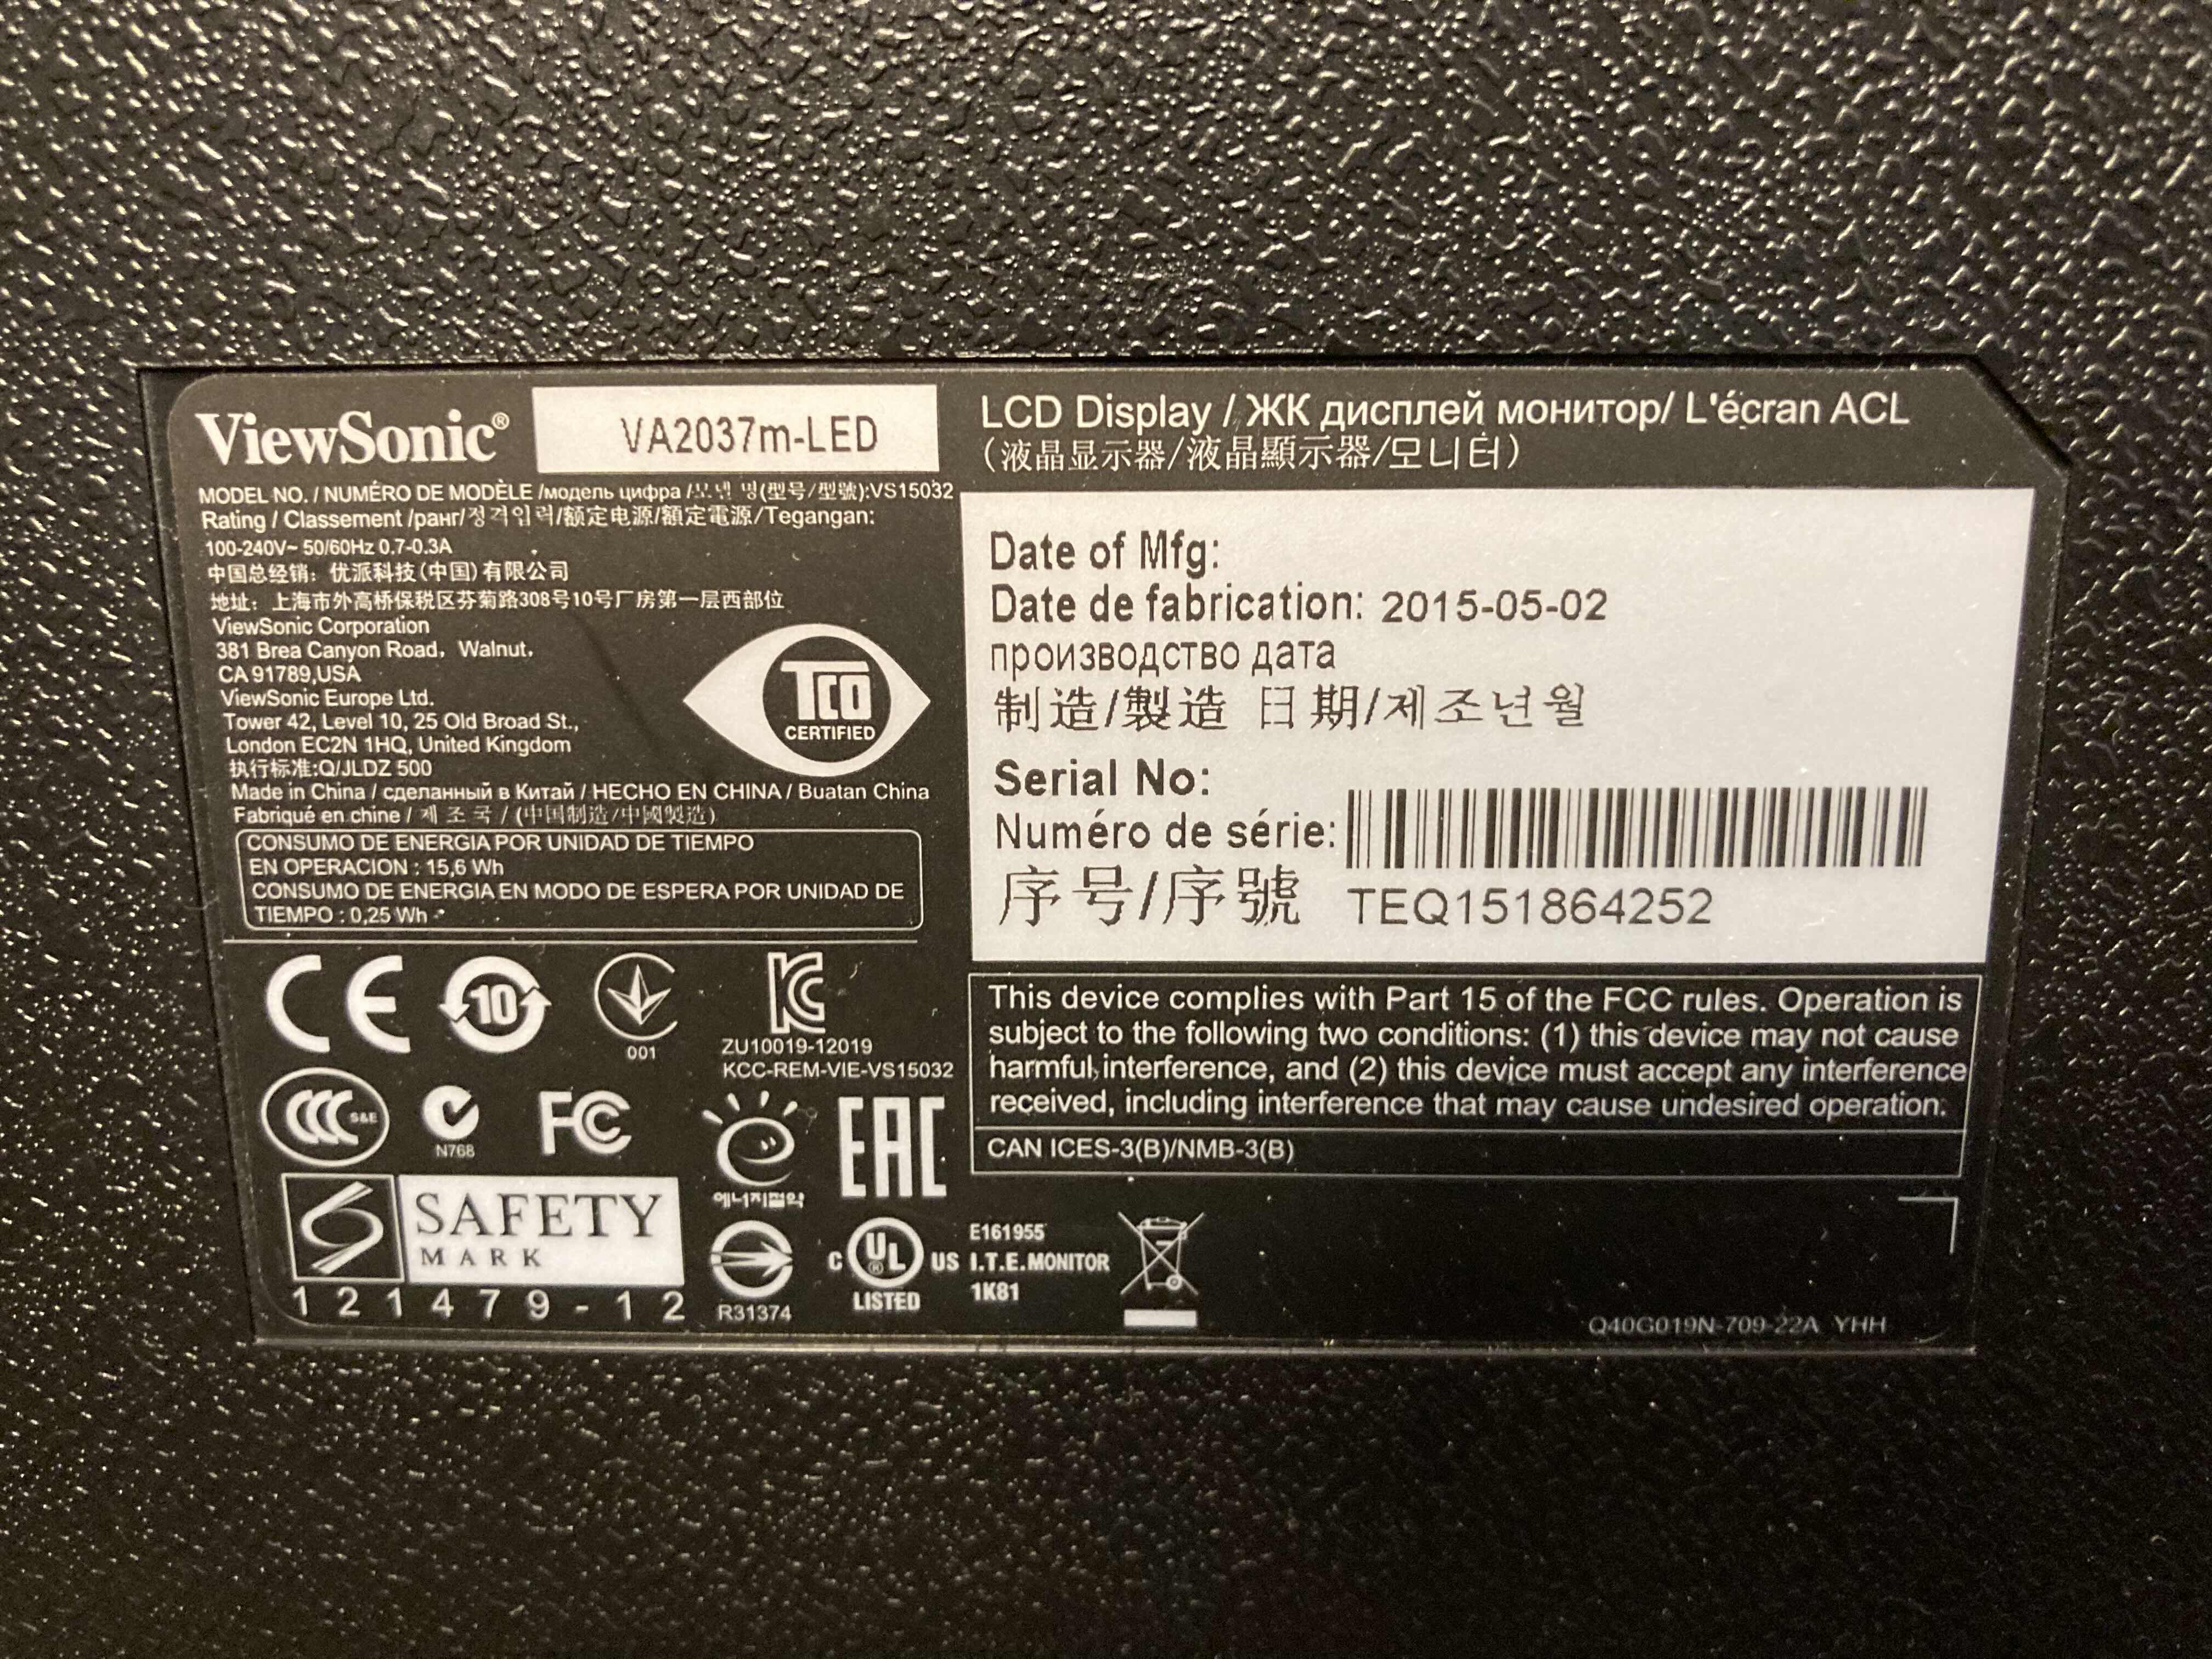 ViewSonic®
VA2037m-LED
MODEL NO. / NUMÉRO DE MODÈLE /модель цифра /모델 명(型号/型號):VS15032
Rating / Classement /ранг/정격입력/额定电源/額定電源/Tegangan:
100-240V~ 50/60Hz 0.7-0.3A
中国总经销：优派科技(中国)有限公司
地址：上海市外高桥保税区芬菊路308号10号厂房第一层西部位
ViewSonic Corporation
381 Brea Canyon Road, Walnut,
CA 91789,USA
ViewSonic Europe Ltd.
Tower 42, Level 10, 25 Old Broad St.,
London EC2N 1HQ, United Kingdom
执行标准:Q/JLDZ 500
Made in China / сделанный в Китай / HECHO EN CHINA / Buatan China
Fabriqué en chine / 제 조 국 / (中国制造/中國製造)
TCO
CERTIFIED
CONSUMO DE ENERGIA POR UNIDAD DE TIEMPO
EN OPERACION : 15,6 Wh
CONSUMO DE ENERGIA EN MODO DE ESPERA POR UNIDAD DE
TIEMPO : 0,25 Wh
CE
10
001
KC
ZU10019-12019
KCC-REM-VIE-VS15032
CCC S&E
N768
FC
에너지절약
EAC
SAFETY
MARK
121479-12
R31374
C UL® US
LISTED
E161955
I.T.E.MONITOR
1K81
LCD Display / ЖК дисплей монитор/ L'écran ACL
(液晶显示器/液晶顯示器/모니터)
Date of Mfg:
Date de fabrication: 2015-05-02
производство дата
制造/製造 日期/제조년월
Serial No:
Numéro de série:
序号/序號 TEQ151864252
This device complies with Part 15 of the FCC rules. Operation is
subject to the following two conditions: (1) this device may not cause
harmful interference, and (2) this device must accept any interference
received, including interference that may cause undesired operation.
CAN ICES-3(B)/NMB-3(B)
Q40G019N-709-22A YHH